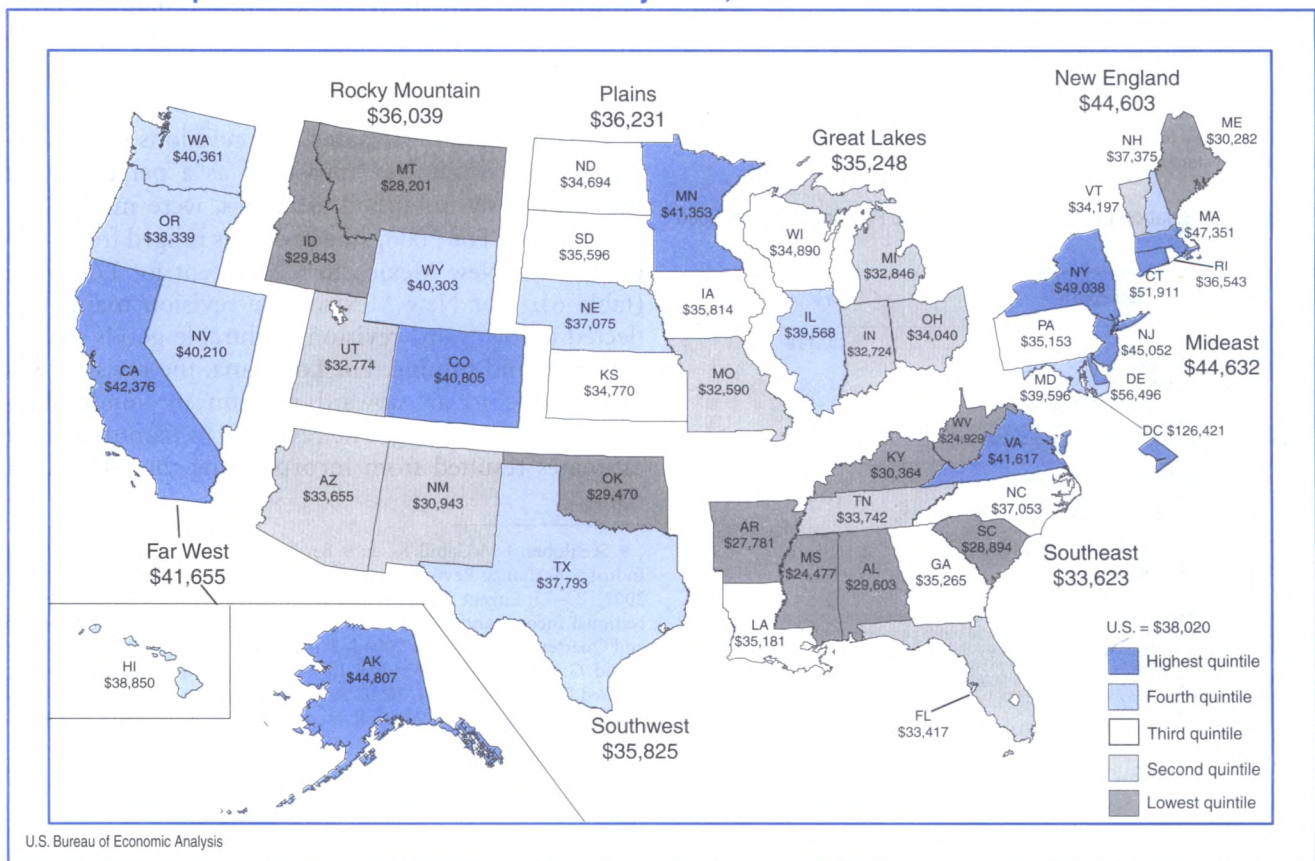 Rocky Mountain
$36,039
Plains
$36,231
Great Lakes
$35,248
New England
$44,603
WA
$40,361
OR
$38,339
CA
$42,376
NV
$40,210
ID
$29,843
MT
$28,201
WY
$40,303
UT
$32,774
CO
$40,805
ND
$34,694
SD
$35,596
NE
$37,075
KS
$34,770
MN
$41,353
IA
$35,814
MO
$32,590
WI
$34,890
IL
$39,568
MI
$32,846
IN
$32,724
OH
$34,040
ME
$30,282
NH
$37,375
VT
$34,197
MA
$47,351
RI
$36,543
CT
$51,911
NY
$49,038
PA
$35,153
NJ
$45,052
Mideast
$44,632
DE
$56,496
MD
$39,596
DC $126,421
AZ
$33,655
NM
$30,943
OK
$29,470
TX
$37,793
Southwest
$35,825
AR
$27,781
LA
$35,181
MS
$24,477
AL
$29,603
GA
$35,265
FL
$33,417
SC
$28,894
NC
$37,053
TN
$33,742
KY
$30,364
WV
$24,929
VA
$41,617
Southeast
$33,623
Far West
$41,655
HI
$38,850
AK
$44,807
U.S. = $38,020
Highest quintile
Fourth quintile
Third quintile
Second quintile
Lowest quintile
U.S. Bureau of Economic Analysis